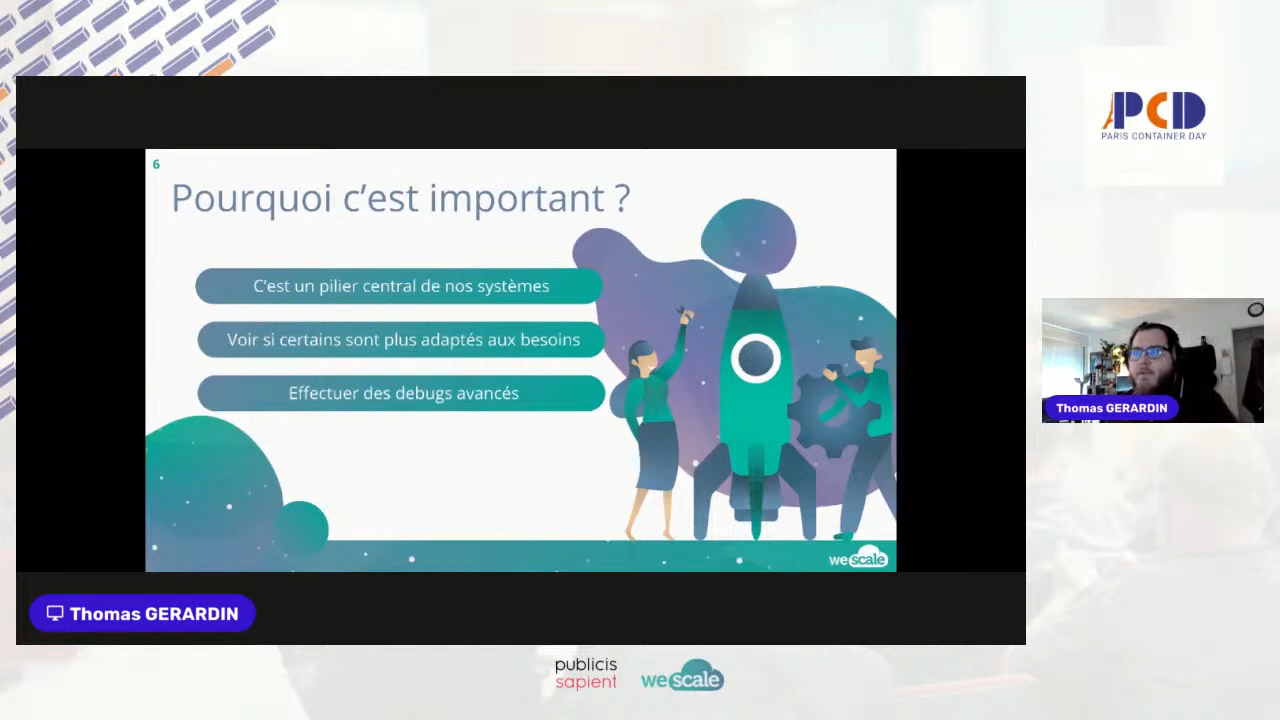 6
Pourquoi c’est important ?
C’est un pilier central de nos systèmes
Voir si certains sont plus adaptés aux besoins
Effectuer des debugs avancés
wescale
Thomas GERARDIN
PCD
PARIS CONTAINER DAY
Thomas GERARDIN
publicis
sapient
wescale